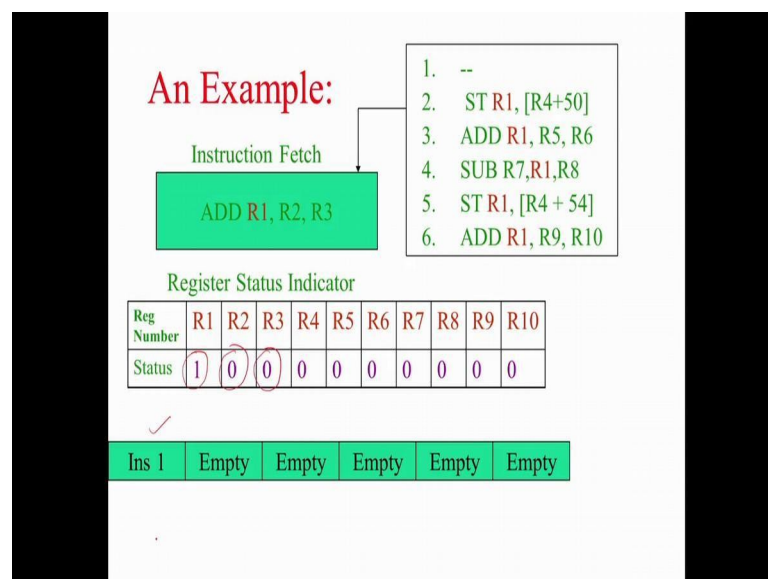 An Example:
1. --
2. ST R1, [R4+50]
3. ADD R1, R5, R6
4. SUB R7,R1,R8
5. ST R1, [R4 + 54]
6. ADD R1, R9, R10
Instruction Fetch
ADD R1, R2, R3
Register Status Indicator
Reg Number R1 R2 R3 R4 R5 R6 R7 R8 R9 R10
Status 1 0 0 0 0 0 0 0 0 0
Ins 1 Empty Empty Empty Empty Empty